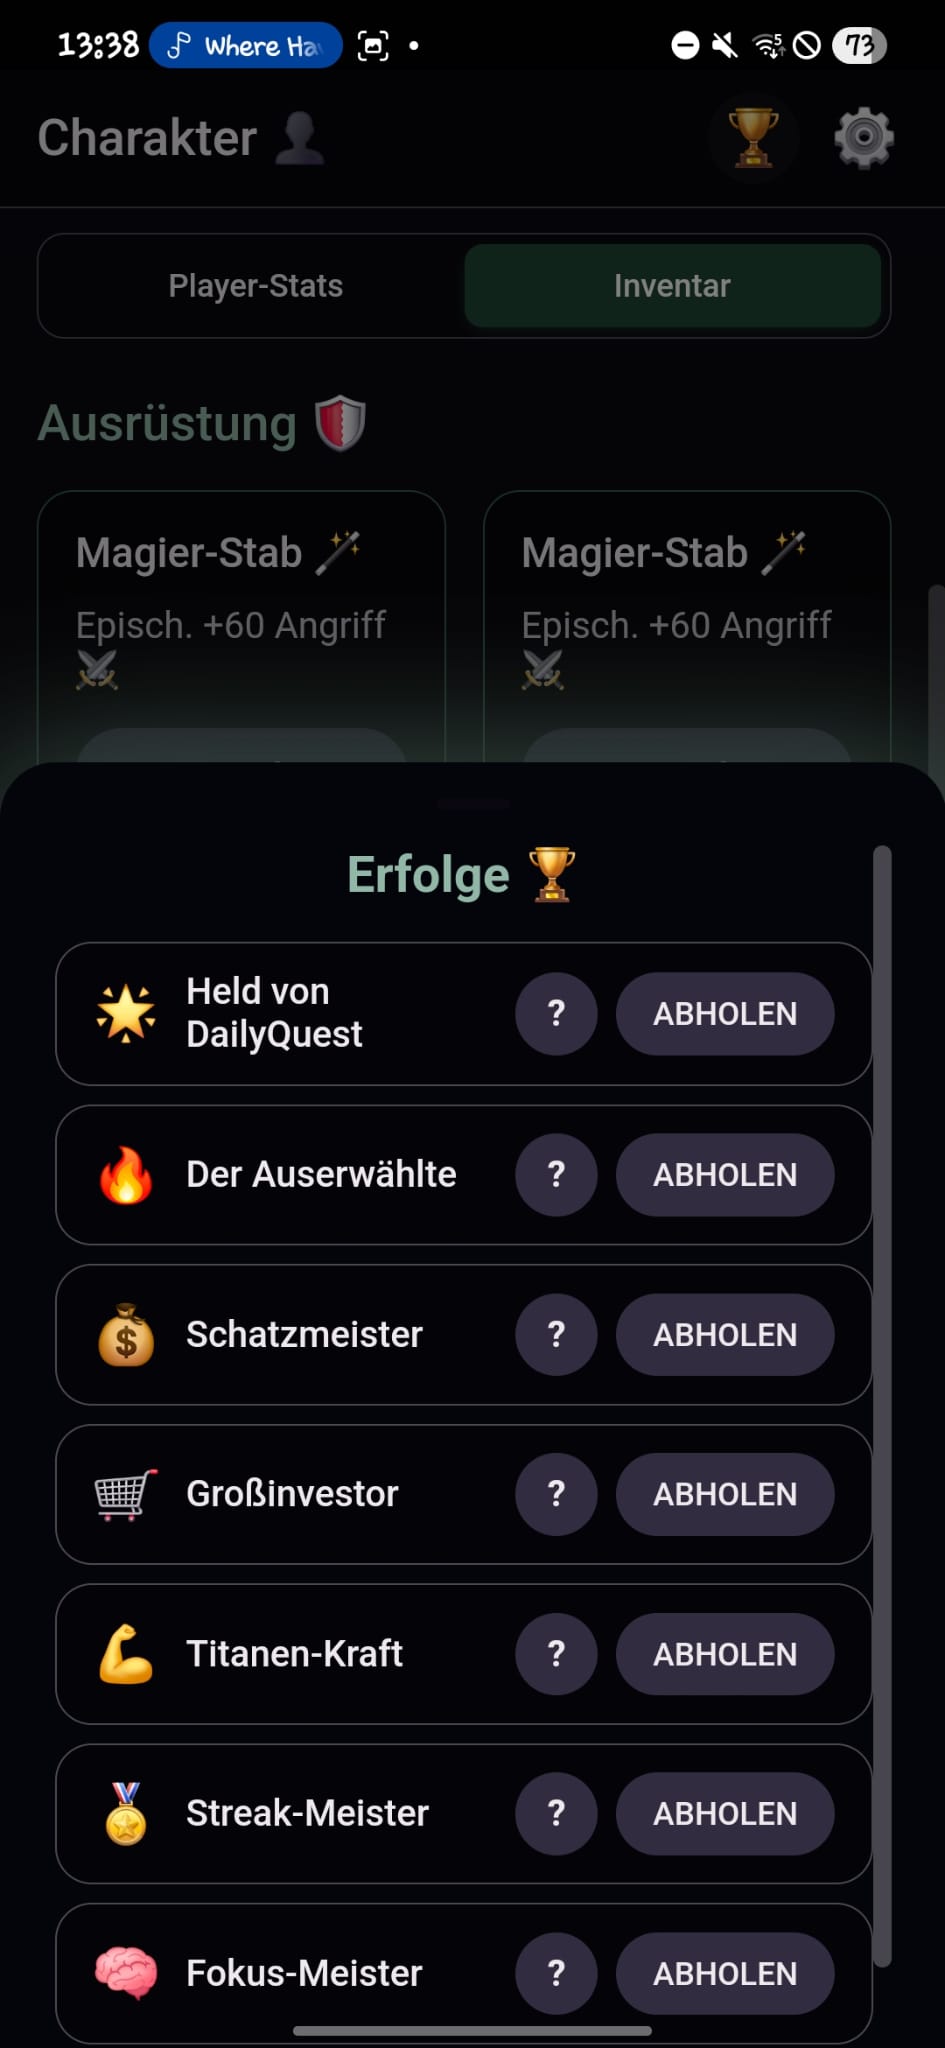 13:38 Where Ha 5 73
Charakter
Player-Stats Inventar
Ausrüstung
Magier-Stab Magier-Stab
Episch. +60 Angriff Episch. +60 Angriff
Erfolge
Held von
DailyQuest ? ABHOLEN
Der Auserwählte ? ABHOLEN
$ Schatzmeister ? ABHOLEN
Großinvestor ? ABHOLEN
Titanen-Kraft ? ABHOLEN
Streak-Meister ? ABHOLEN
Fokus-Meister ? ABHOLEN